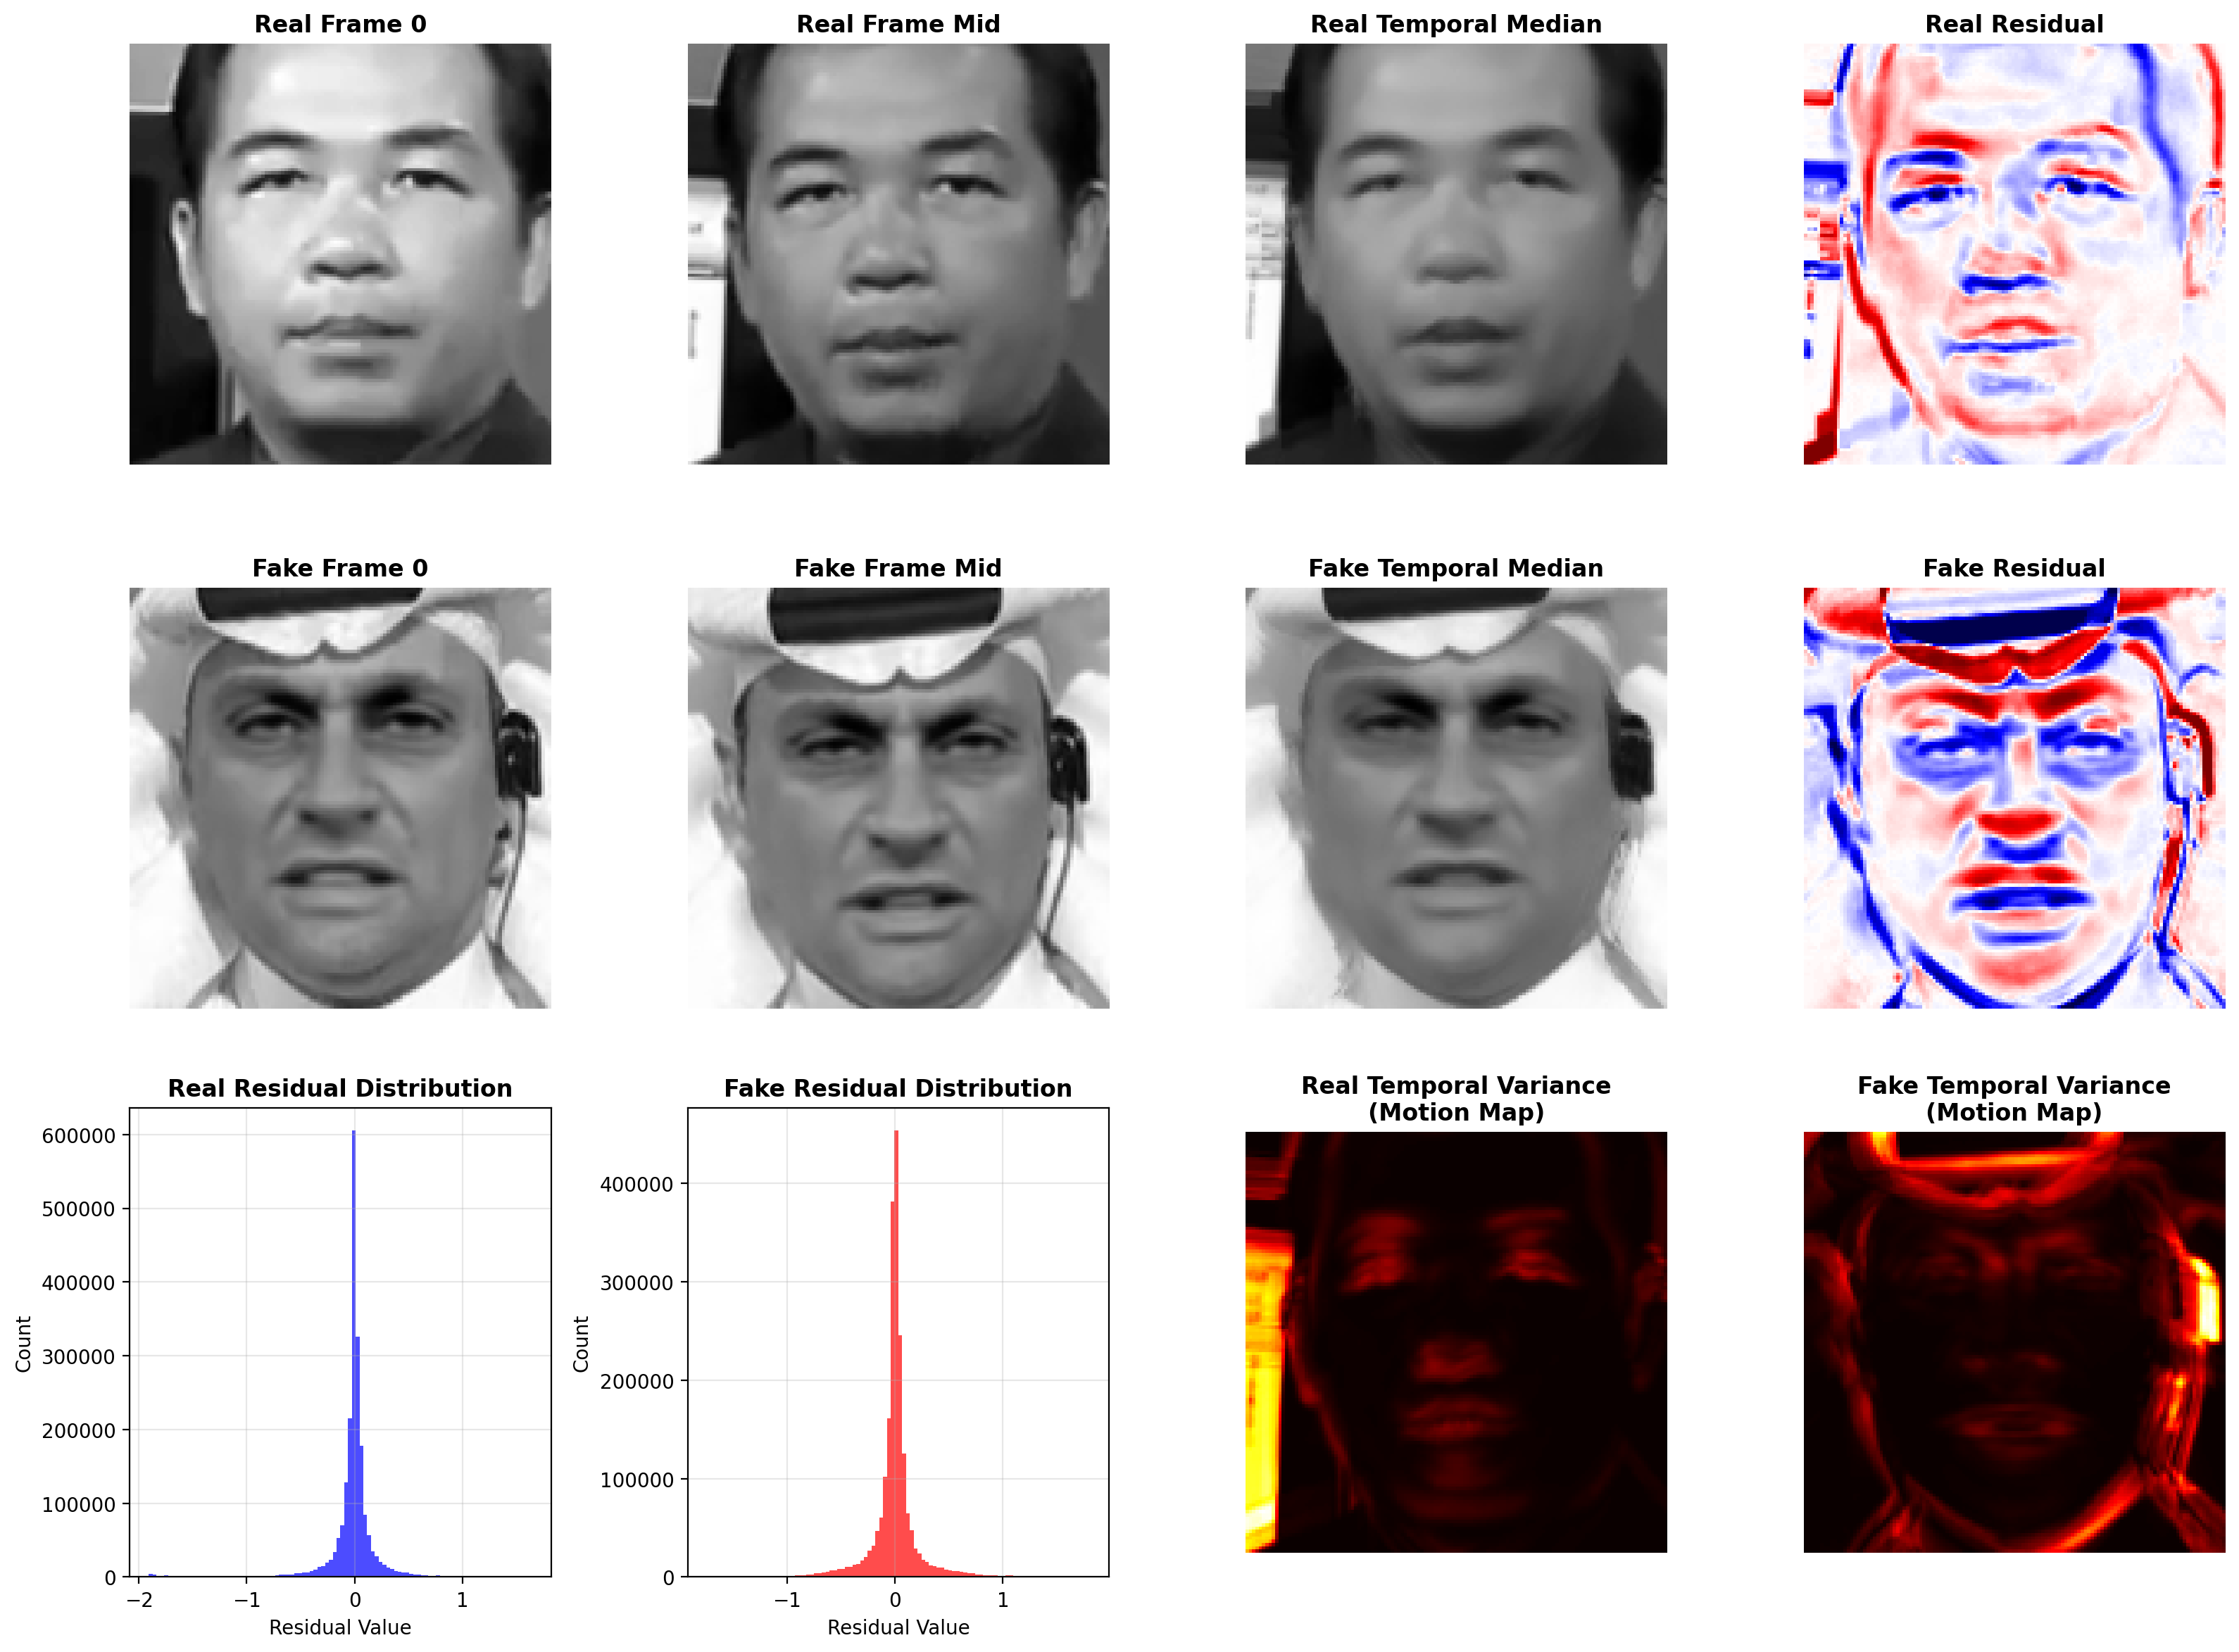 Real Frame 0
Real Frame Mid
Real Temporal Median
Real Residual
Fake Frame 0
Fake Frame Mid
Fake Temporal Median
Fake Residual
Real Residual Distribution
Count
600000
500000
400000
300000
200000
100000
0
−2
−1
0
1
Residual Value
Fake Residual Distribution
Count
400000
300000
200000
100000
0
−1
0
1
Residual Value
Real Temporal Variance
(Motion Map)
Fake Temporal Variance
(Motion Map)